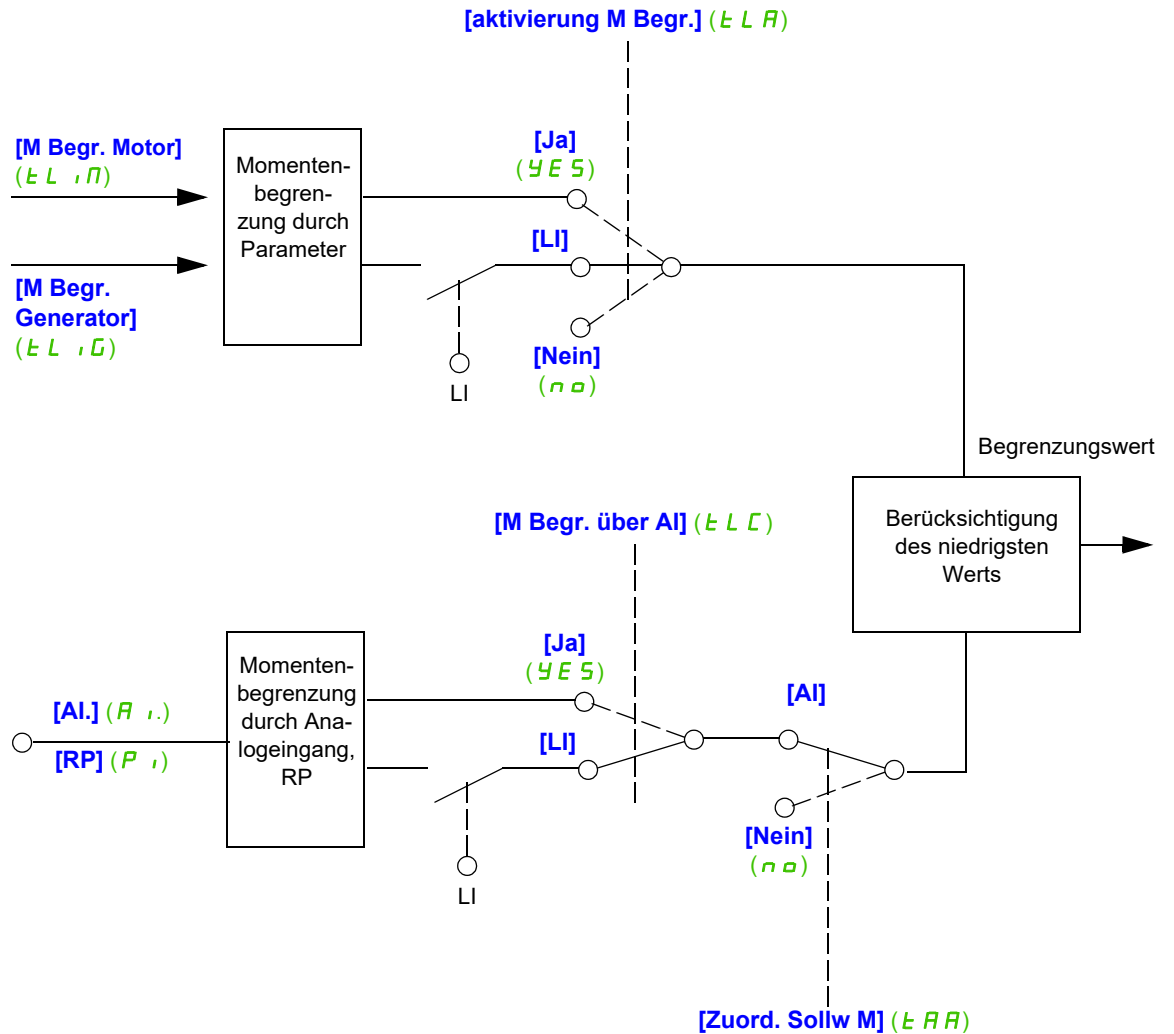 [aktivierung M Begr.] (tLA)
[M Begr. Motor]
(tLiM)
Momenten-
begren-
zung durch
Parameter
[Ja]
(YES)
[LI]
[M Begr.
Generator]
(tLiG)
LI
[Nein]
(no)
Begrenzungswert
[M Begr. über AI] (tLC)
Berücksichtigung
des niedrigsten
Werts
[Ja]
(YES)
Momenten-
begrenzung
durch Ana-
logeingang,
RP
[AI.] (Ai.)
[RP] (Pi)
[LI]
[AI]
LI
[Nein]
(no)
[Zuord. Sollw M] (tAA)